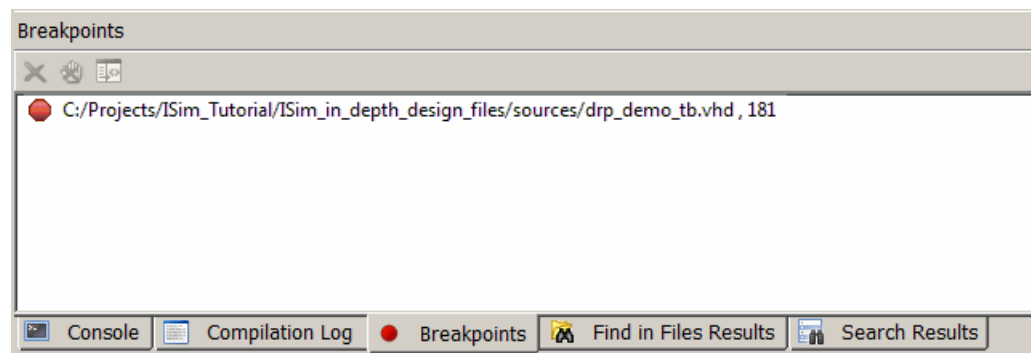 Breakpoints
C:/Projects/ISim_Tutorial/ISim_in_depth_design_files/sources/drp_demo_tb.vhd , 181
Console Compilation Log Breakpoints Find in Files Results Search Results